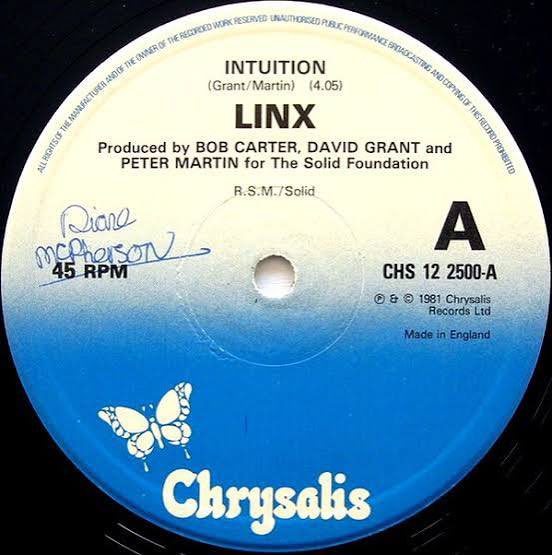 ALL RIGHTS OF THE MANUFACTURER AND OF THE OWNER OF THE RECORDED WORK RESERVED UNAUTHORISED PUBLIC PERFORMANCE BROADCASTING AND COPYING OF THIS RECORD PROHIBITED
INTUITION
(Grant/Martin) (4.05)
LINX
Produced by BOB CARTER, DAVID GRANT and
PETER MARTIN for The Solid Foundation
R.S.M./Solid
Diane
McPherson
A
45 RPM
CHS 12 2500-A
℗ & © 1981 Chrysalis
Records Ltd
Made in England
Chrysalis